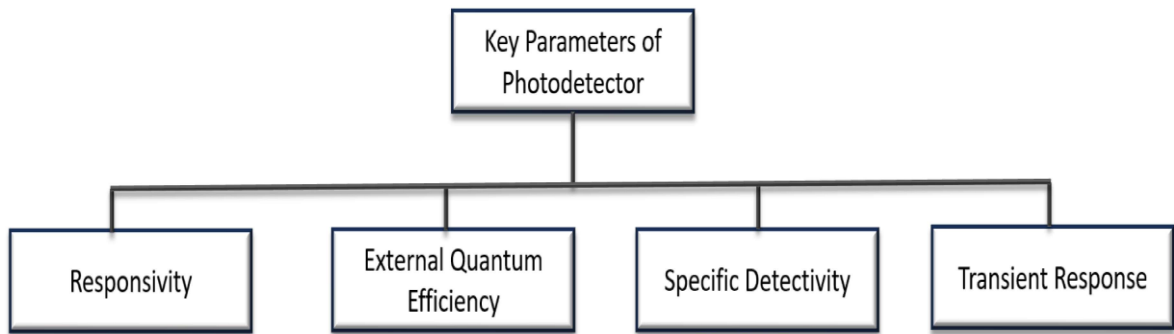 Key Parameters of
Photodetector
Responsivity
External Quantum
Efficiency
Specific Detectivity
Transient Response